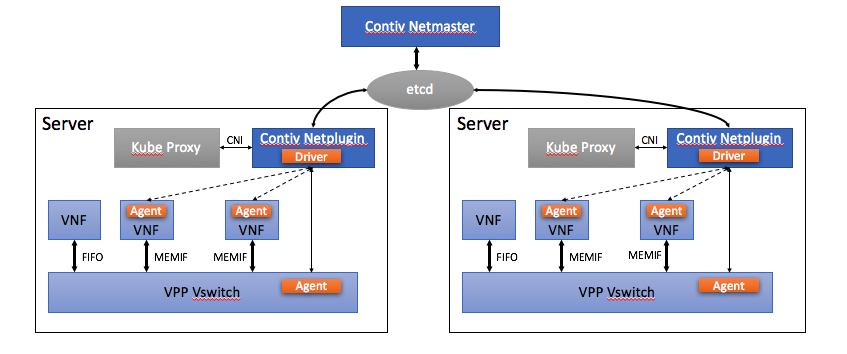 Contiv Netmaster
etcd
Server
Kube Proxy
CNI
Contiv Netplugin
Driver
VNF
Agent
VNF
Agent
VNF
FIFO
MEMIF
MEMIF
VPP Vswitch
Agent
Server
Kube Proxy
CNI
Contiv Netplugin
Driver
VNF
Agent
VNF
Agent
VNF
FIFO
MEMIF
MEMIF
VPP Vswitch
Agent